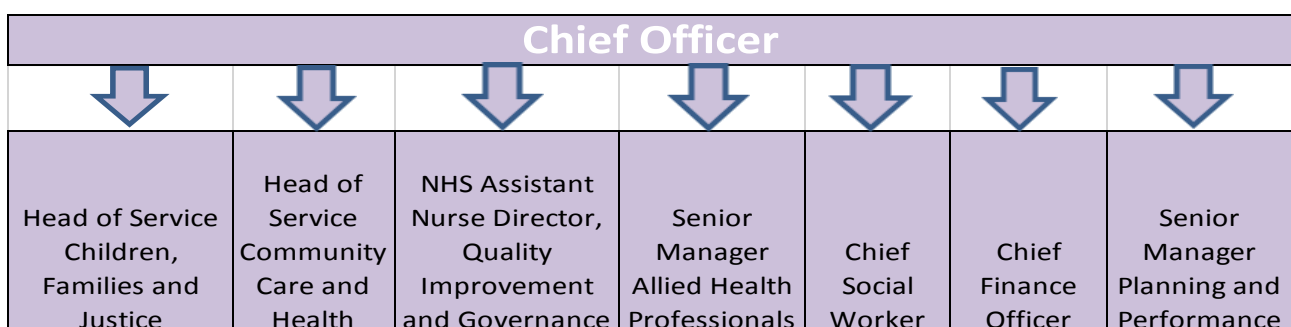 Chief Officer
Head of Service
Children,
Families and
Justice
Head of
Service
Community
Care and
Health
NHS Assistant
Nurse Director,
Quality
Improvement
and Governance
Senior
Manager
Allied Health
Professionals
Chief
Social
Worker
Chief
Finance
Officer
Senior
Manager
Planning and
Performance